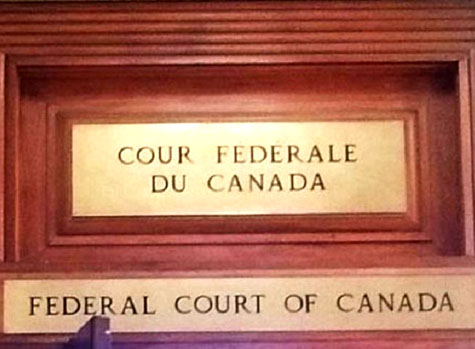 COUR FEDERALE
DU CANADA
FEDERAL COURT OF CANADA